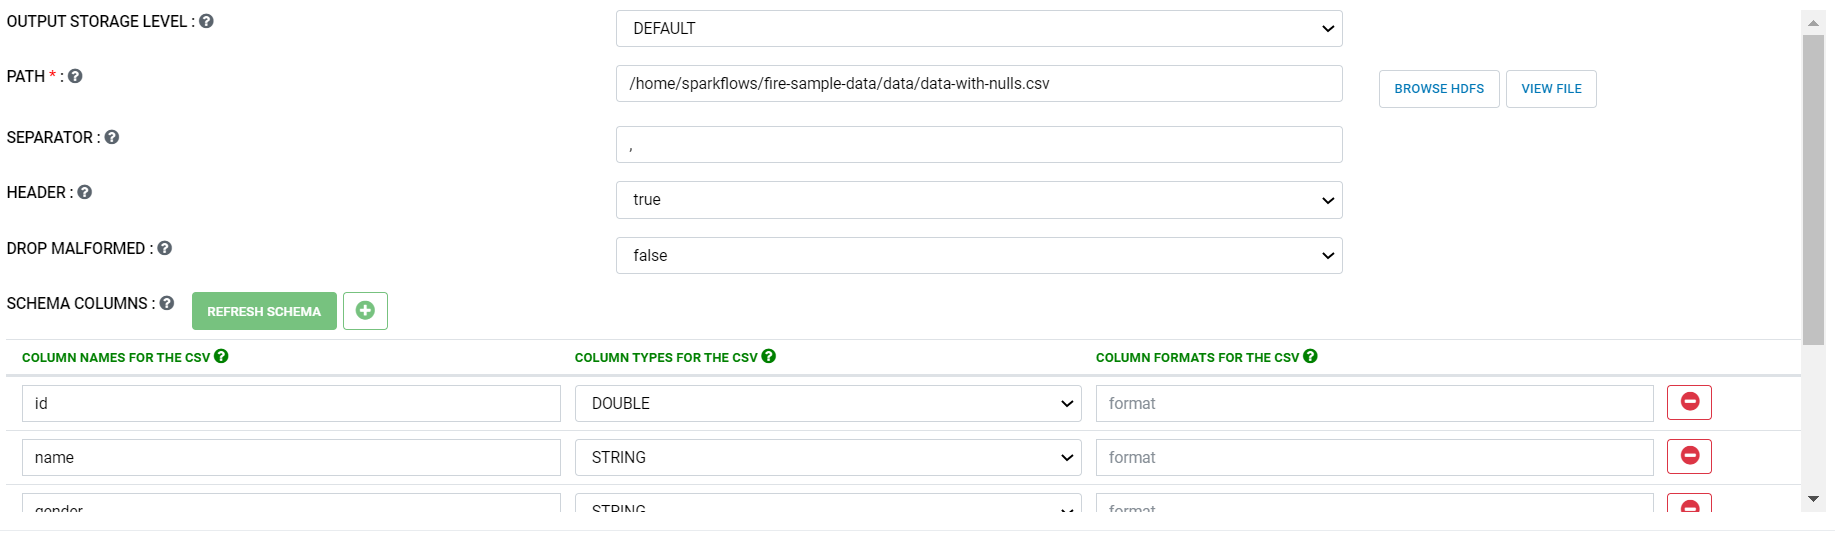 OUTPUT STORAGE LEVEL :
DEFAULT
PATH * :
/home/sparkflows/fire-sample-data/data/data-with-nulls.csv
BROWSE HDFS
VIEW FILE
SEPARATOR :
,
HEADER :
true
DROP MALFORMED :
false
SCHEMA COLUMNS :
REFRESH SCHEMA
COLUMN NAMES FOR THE CSV
COLUMN TYPES FOR THE CSV
COLUMN FORMATS FOR THE CSV
id
DOUBLE
format
name
STRING
format
gender
STRING
format